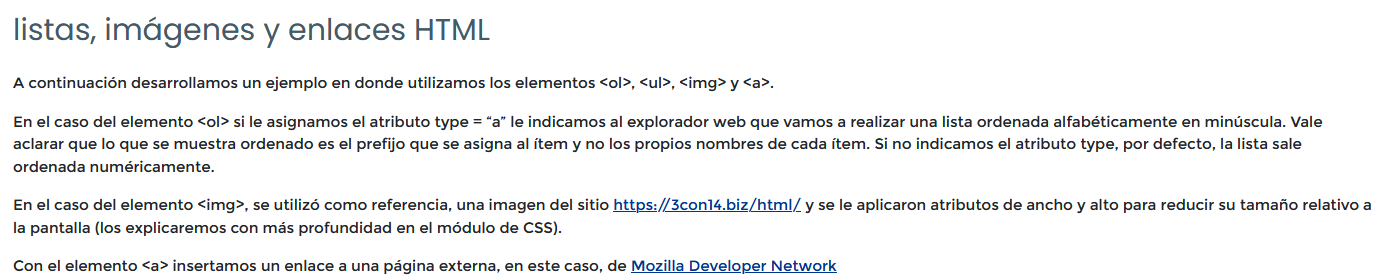 listas, imágenes y enlaces HTML
A continuación desarrollamos un ejemplo en donde utilizamos los elementos <ol>, <ul>, <img> y <a>.
En el caso del elemento <ol> si le asignamos el atributo type = “a” le indicamos al explorador web que vamos a realizar una lista ordenada alfabéticamente en minúscula. Vale
aclarar que lo que se muestra ordenado es el prefijo que se asigna al ítem y no los propios nombres de cada ítem. Si no indicamos el atributo type, por defecto, la lista sale
ordenada numéricamente.
En el caso del elemento <img>, se utilizó como referencia, una imagen del sitio https://3con14.biz/html/ y se le aplicaron atributos de ancho y alto para reducir su tamaño relativo a
la pantalla (los explicaremos con más profundidad en el módulo de CSS).
Con el elemento <a> insertamos un enlace a una página externa, en este caso, de Mozilla Developer Network